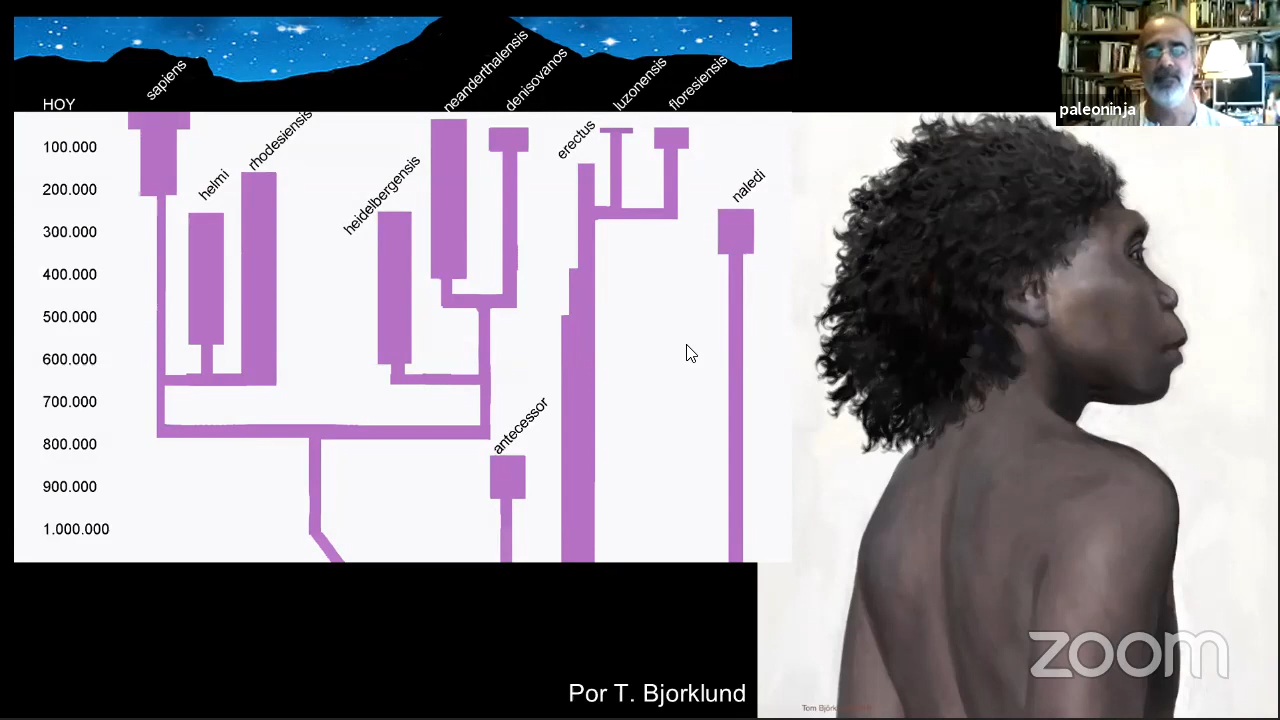 HOY
sapiens
neanderthalensis
denisovanos
luzonensis
floresiensis
helmi
rhodesiensis
heidelbergensis
erectus
naledi
antecessor
100.000
200.000
300.000
400.000
500.000
600.000
700.000
800.000
900.000
1.000.000
paleoninja
Por T. Bjorklund
zoom
Tom